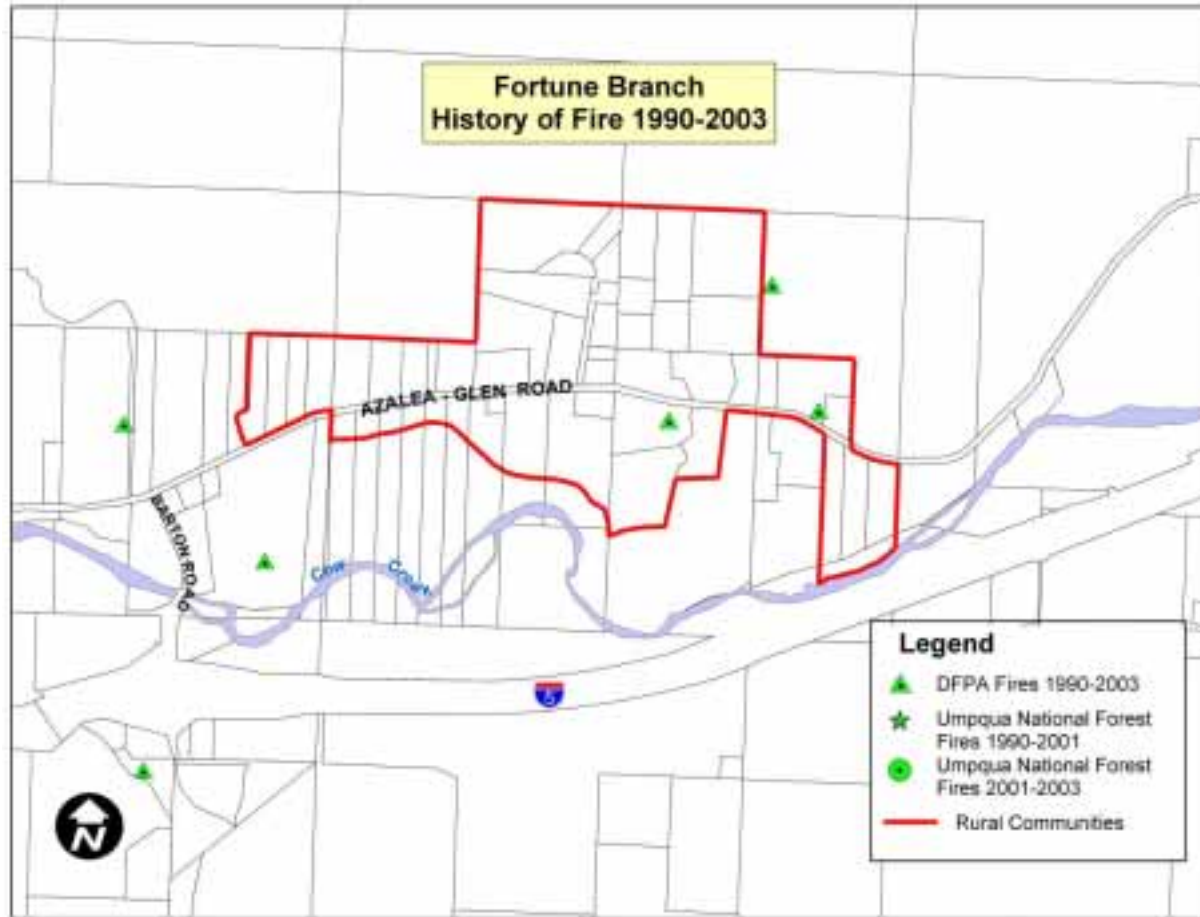 Fortune Branch
History of Fire 1990-2003
AZALEA - GLEN ROAD
BARTON ROAD
Cow Creek
5
Legend
DFPA Fires 1990-2003
Umpqua National Forest
Fires 1990-2001
Umpqua National Forest
Fires 2001-2003
Rural Communities
N